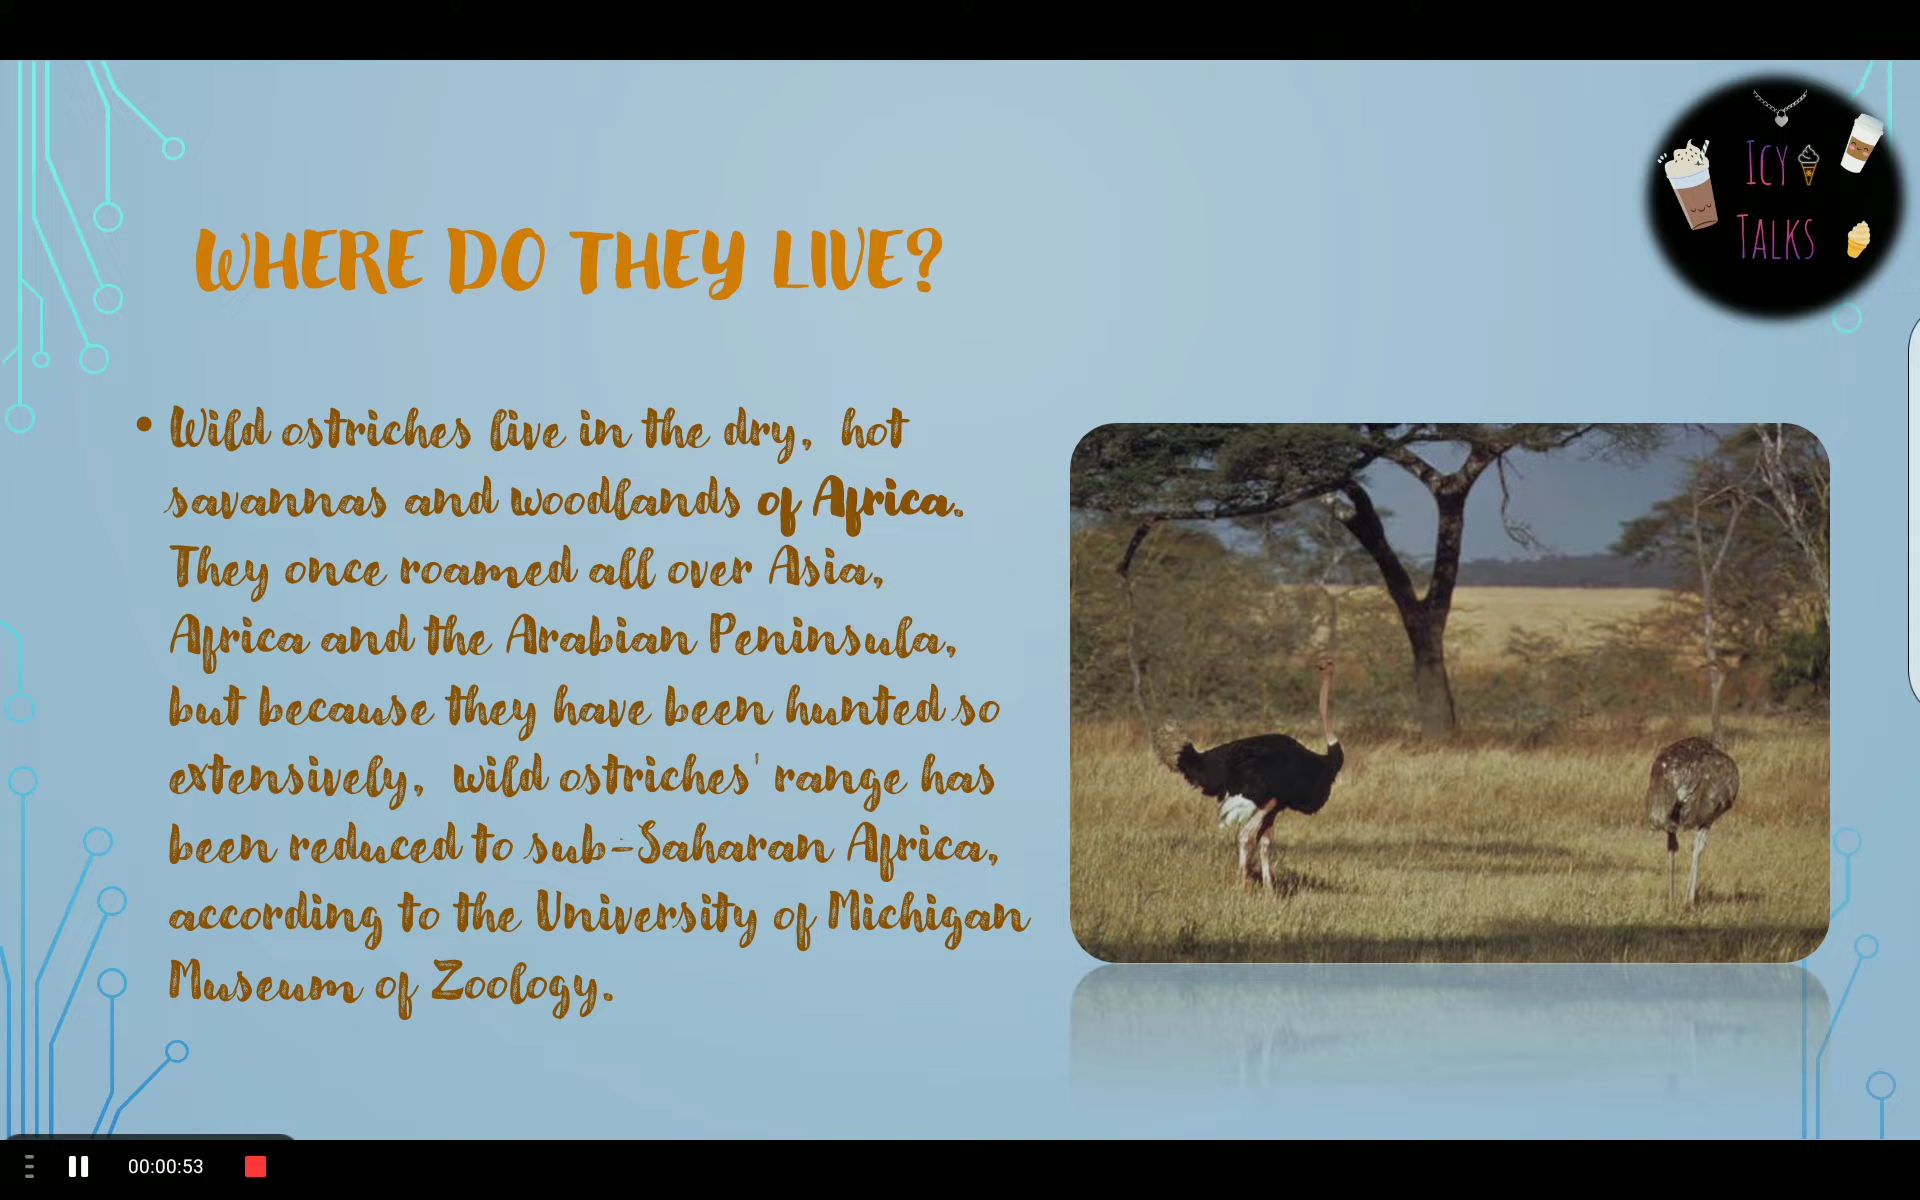 Icy
Talks
WHERE DO THEY LIVE?
• Wild ostriches live in the dry, hot
savannas and woodlands of Africa.
They once roamed all over Asia,
Africa and the Arabian Peninsula,
but because they have been hunted so
extensively, wild ostriches' range has
been reduced to sub-Saharan Africa,
according to the University of Michigan
Museum of Zoology.
00:00:53